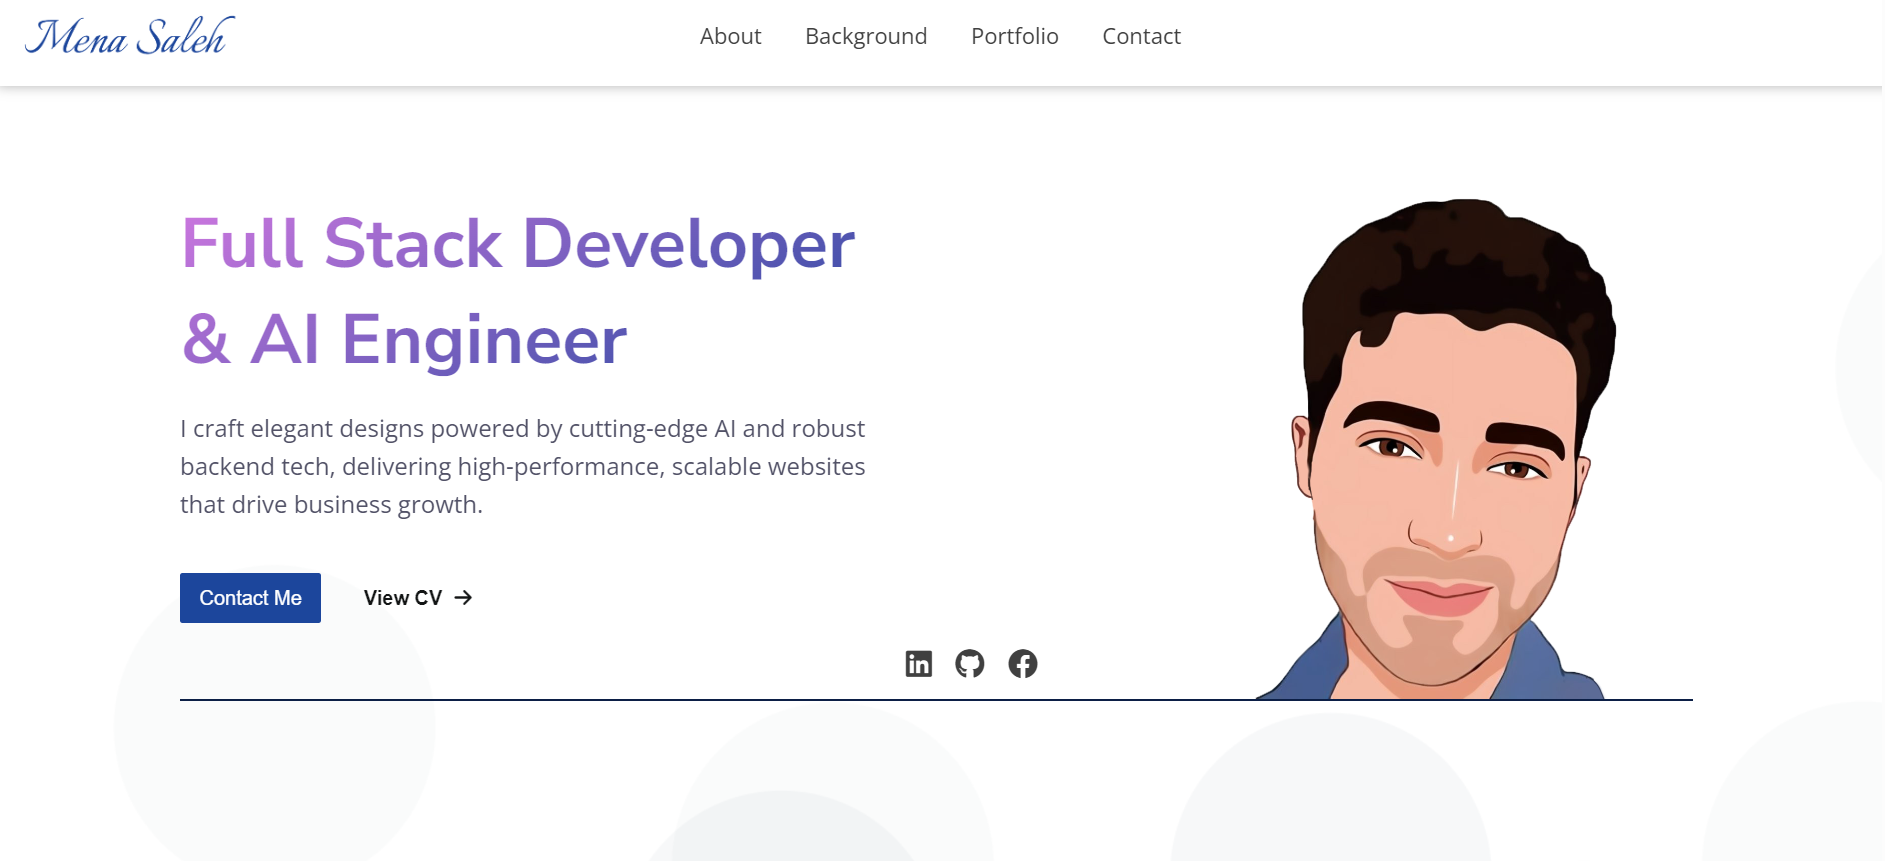 Mena Saleh
About
Background
Portfolio
Contact
Full Stack Developer
& AI Engineer
I craft elegant designs powered by cutting-edge AI and robust
backend tech, delivering high-performance, scalable websites
that drive business growth.
Contact Me
View CV →
in